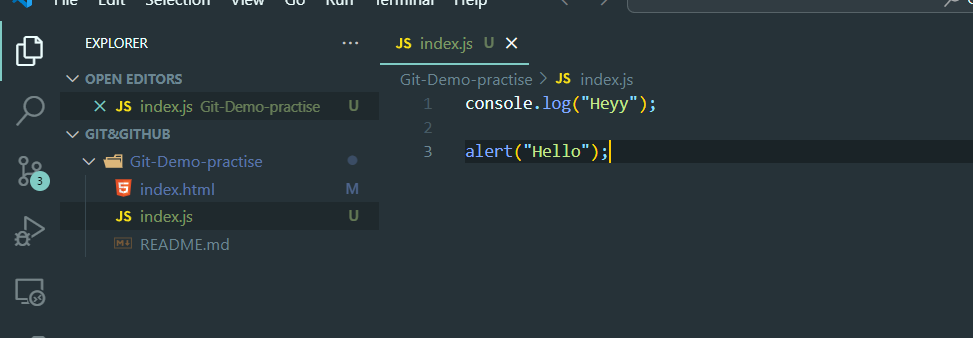 File Edit Selection View Go Run Terminal Help
EXPLORER ...
OPEN EDITORS
JS index.js Git-Demo-practise U
GIT&GITHUB
Git-Demo-practise
index.html M
JS index.js U
README.md
3
JS index.js U
Git-Demo-practise > JS index.js
1 console.log("Heyy");
2
3 alert("Hello");